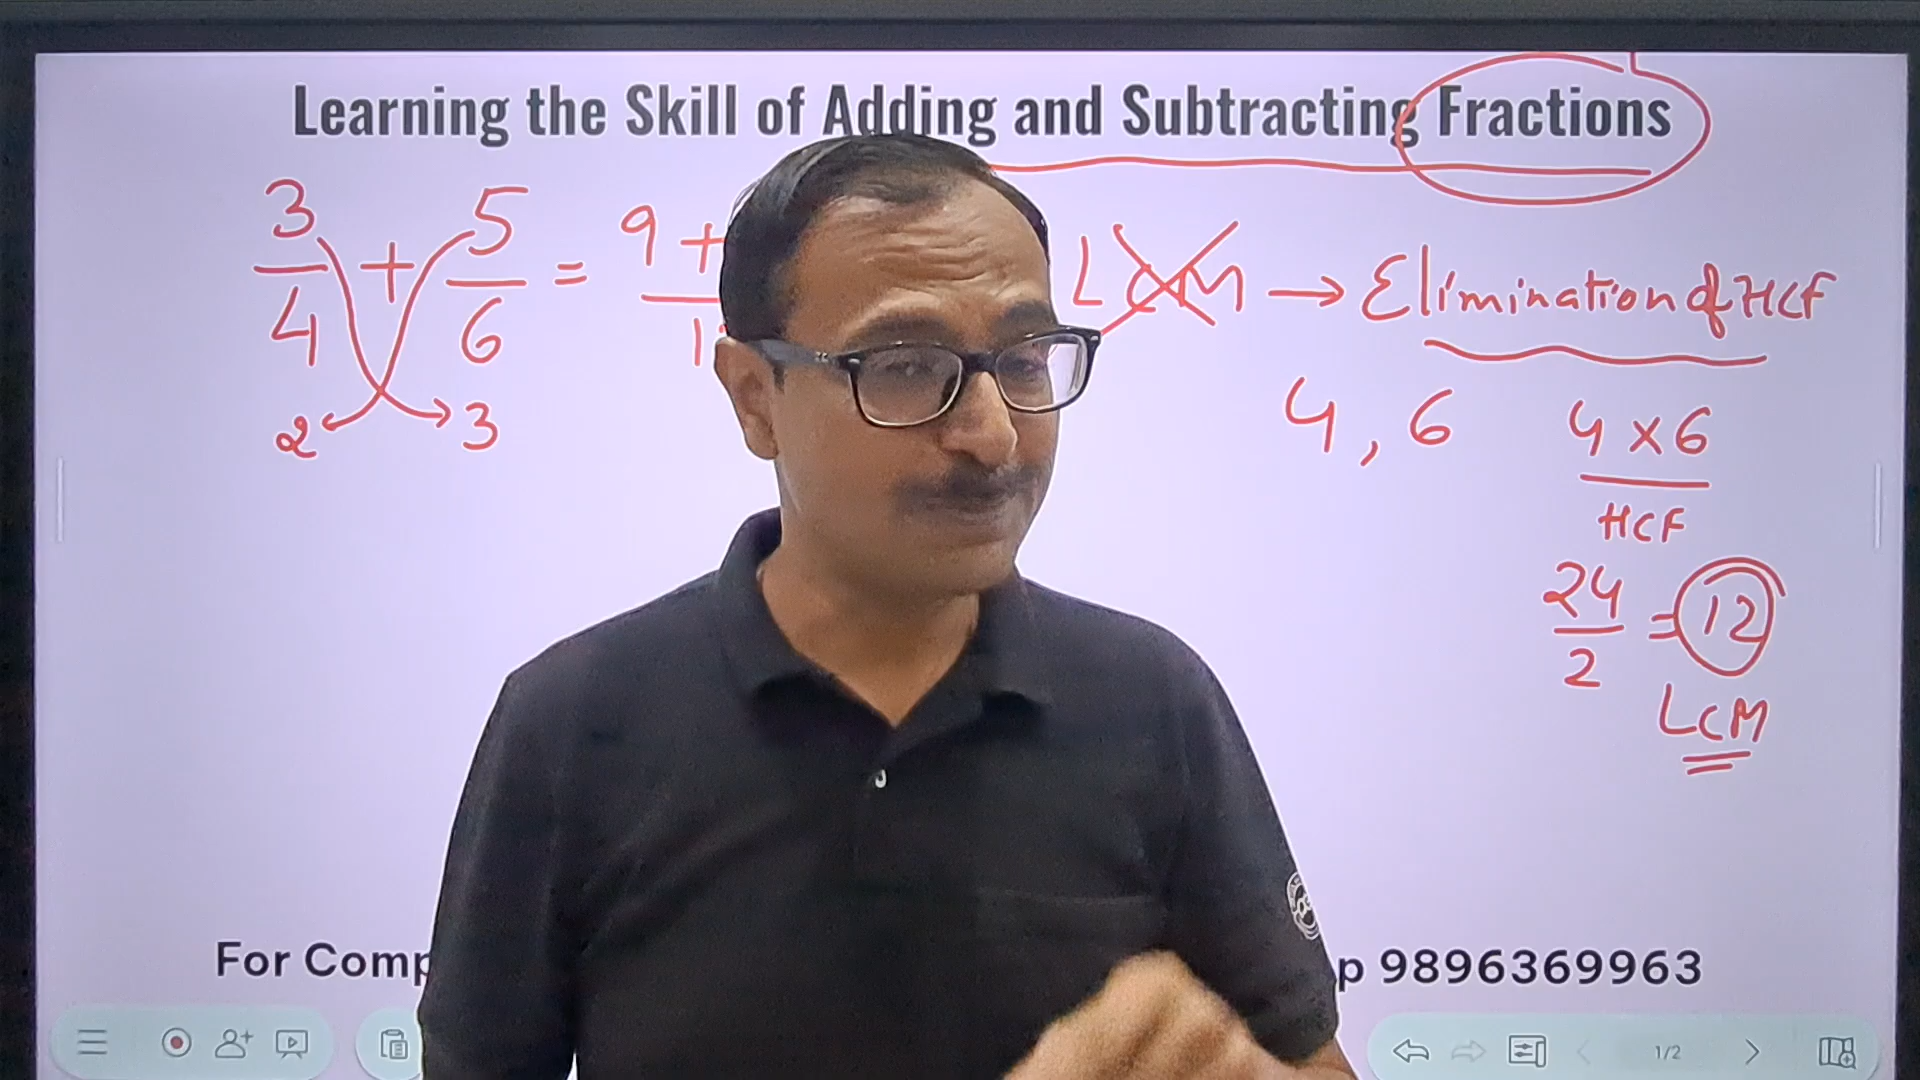 Learning the Skill of Adding and Subtracting Fractions
3/4 + 5/6 = 9 +
2 3
LCM → Elimination of HCF
4, 6
4 × 6
HCF
24/2 = 12
LCM
For Comp
p 9896369963
1/2